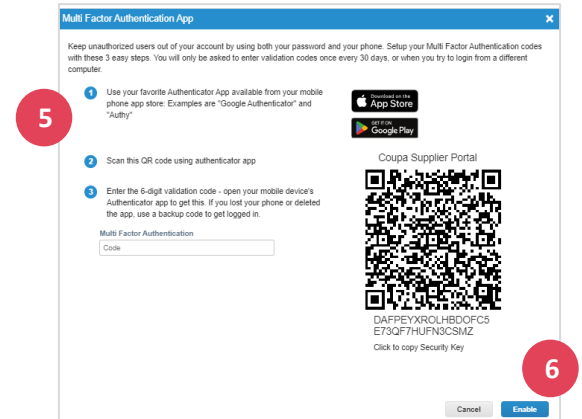 Multi Factor Authentication App
Keep unauthorized users out of your account by using both your password and your phone. Setup your Multi Factor Authentication codes
with these 3 easy steps. You will only be asked to enter validation codes once every 30 days, or when you try to login from a different
computer.
5
1 Use your favorite Authenticator App available from your mobile
phone app store: Examples are "Google Authenticator" and
"Authy"
Download on the
App Store
GET IT ON
Google Play
2 Scan this QR code using authenticator app
Coupa Supplier Portal
3 Enter the 6-digit validation code - open your mobile device's
Authenticator app to get this. If you lost your phone or deleted
the app, use a backup code to get logged in.
Multi Factor Authentication
Code
DAFPEYXROLHBDOFC5
E73QF7HUFN3CSMZ
Click to copy Security Key
6
Cancel
Enable